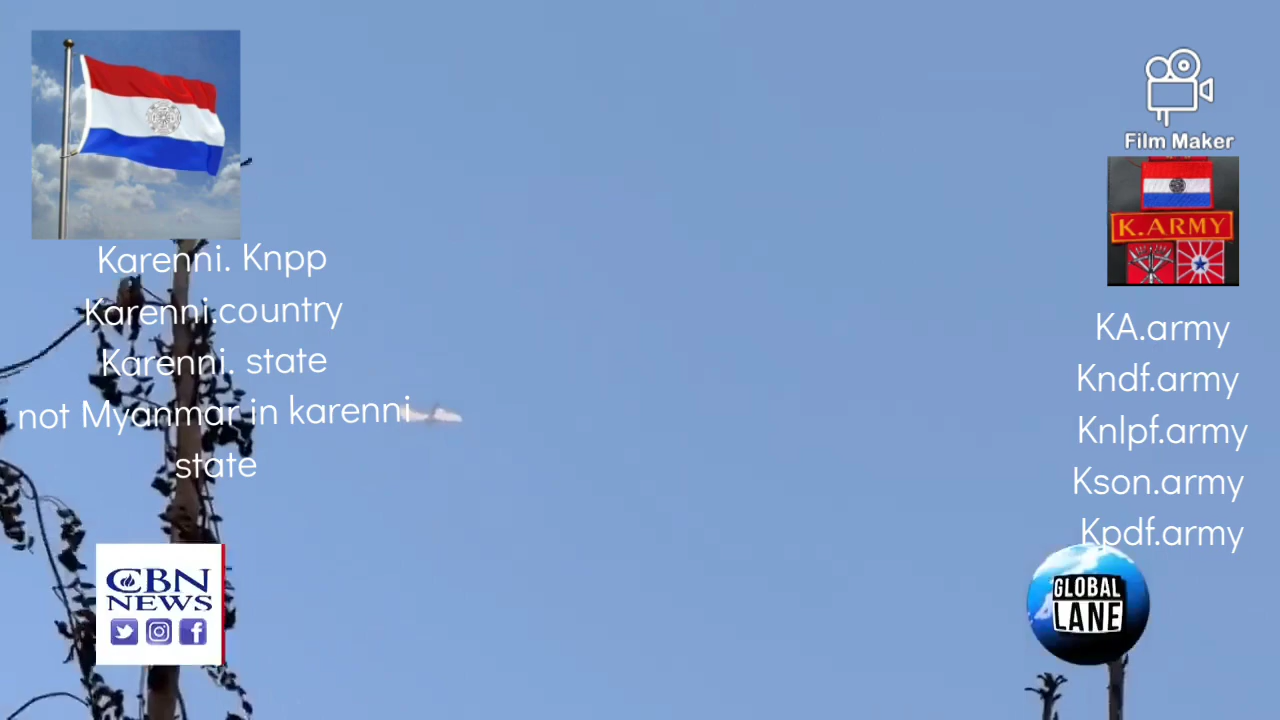 Film Maker
K.ARMY
Karenni. Knpp
Karenni.country
Karenni. state
not Myanmar in karenni
state
KA.army
Kndf.army
Knlpf.army
Kson.army
Kpdf.army
CBN
NEWS
GLOBAL
LANE